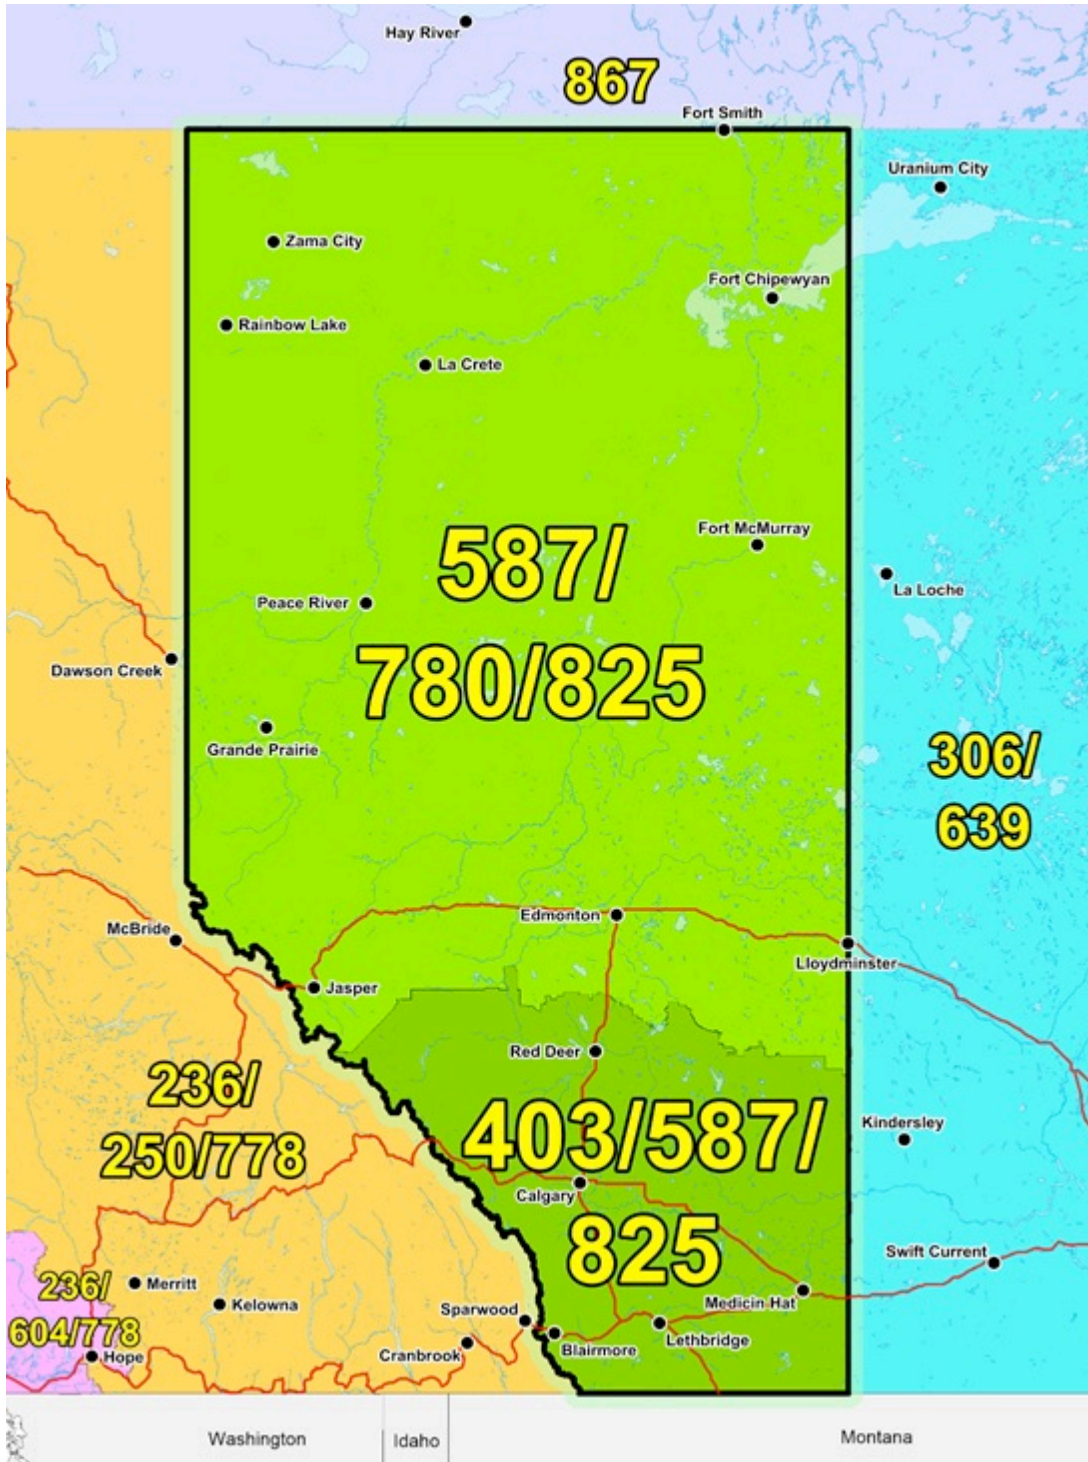 Hay River
867
Fort Smith
Uranium City
Zama City
Fort Chipewyan
Rainbow Lake
La Crete
Fort McMurray
587/
La Loche
Peace River
780/825
Dawson Creek
Grande Prairie
306/
639
Edmonton
McBride
Lloydminster
Jasper
Red Deer
236/
250/778
403/587/
Kindersley
Calgary
825
Swift Current
236/
604/778
Merritt
Kelowna
Medicin Hat
Sparwood
Lethbridge
Blairmore
Cranbrook
Hope
Washington
Idaho
Montana